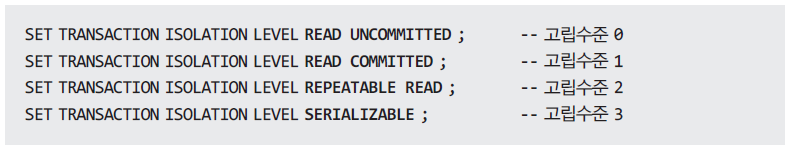 SET TRANSACTION ISOLATION LEVEL READ UNCOMMITTED ; -- 고립수준 0
SET TRANSACTION ISOLATION LEVEL READ COMMITTED ; -- 고립수준 1
SET TRANSACTION ISOLATION LEVEL REPEATABLE READ ; -- 고립수준 2
SET TRANSACTION ISOLATION LEVEL SERIALIZABLE ; -- 고립수준 3